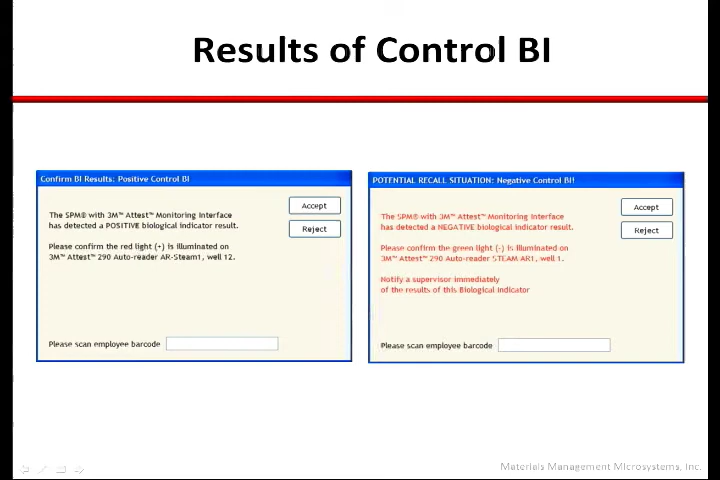 Results of Control BI
Confirm BI Results: Positive Control BI
The SPM® with 3M™ Attest™ Monitoring Interface
has detected a POSITIVE biological indicator result.
Please confirm the red light (+) is illuminated on
3M™ Attest™ 290 Auto-reader AR-Steam1, well 12.
Accept
Reject
Please scan employee barcode
POTENTIAL RECALL SITUATION: Negative Control BI!
The SPM® with 3M™ Attest™ Monitoring Interface
has detected a NEGATIVE biological indicator result.
Please confirm the green light (-) is illuminated on
3M™ Attest™ 290 Auto-reader STEAM AR1, well 1.
Notify a supervisor immediately
of the results of this Biological Indicator
Accept
Reject
Please scan employee barcode
Materials Management Microsystems, Inc.